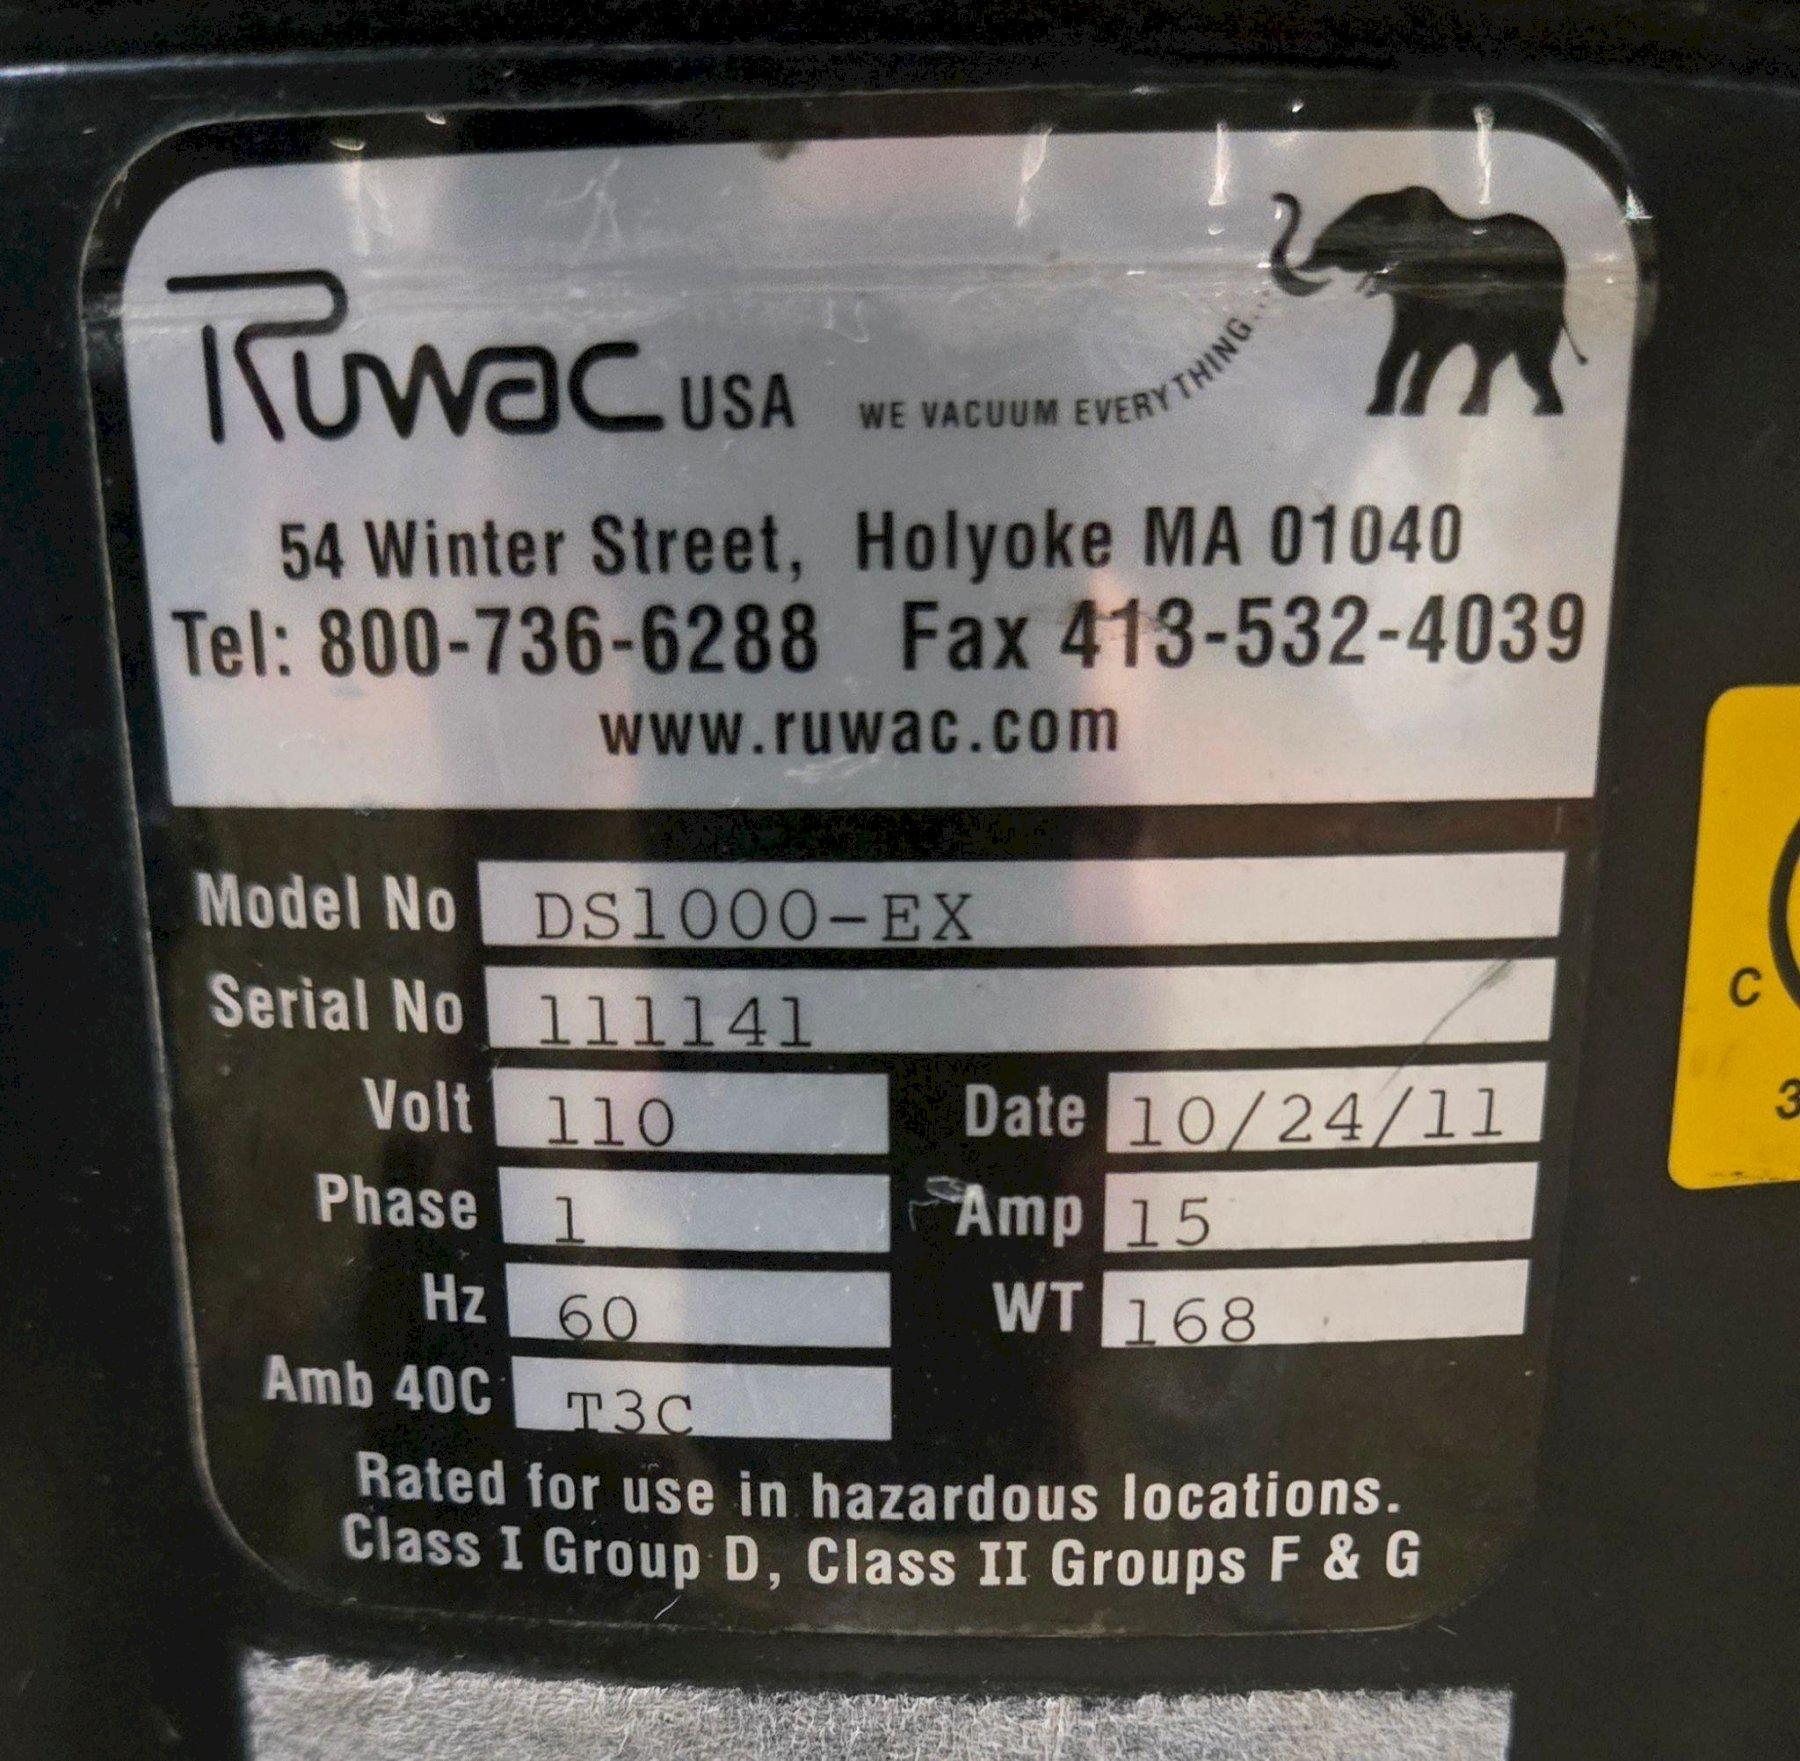 Ruwac USA WE VACUUM EVERYTHING...
54 Winter Street, Holyoke MA 01040
Tel: 800-736-6288 Fax 413-532-4039
www.ruwac.com
Model No DS1000-EX
Serial No 111141
Volt 110 Date 10/24/11
Phase 1 Amp 15
Hz 60 WT 168
Amb 40C T3C
Rated for use in hazardous locations.
Class I Group D, Class II Groups F & G
C
3